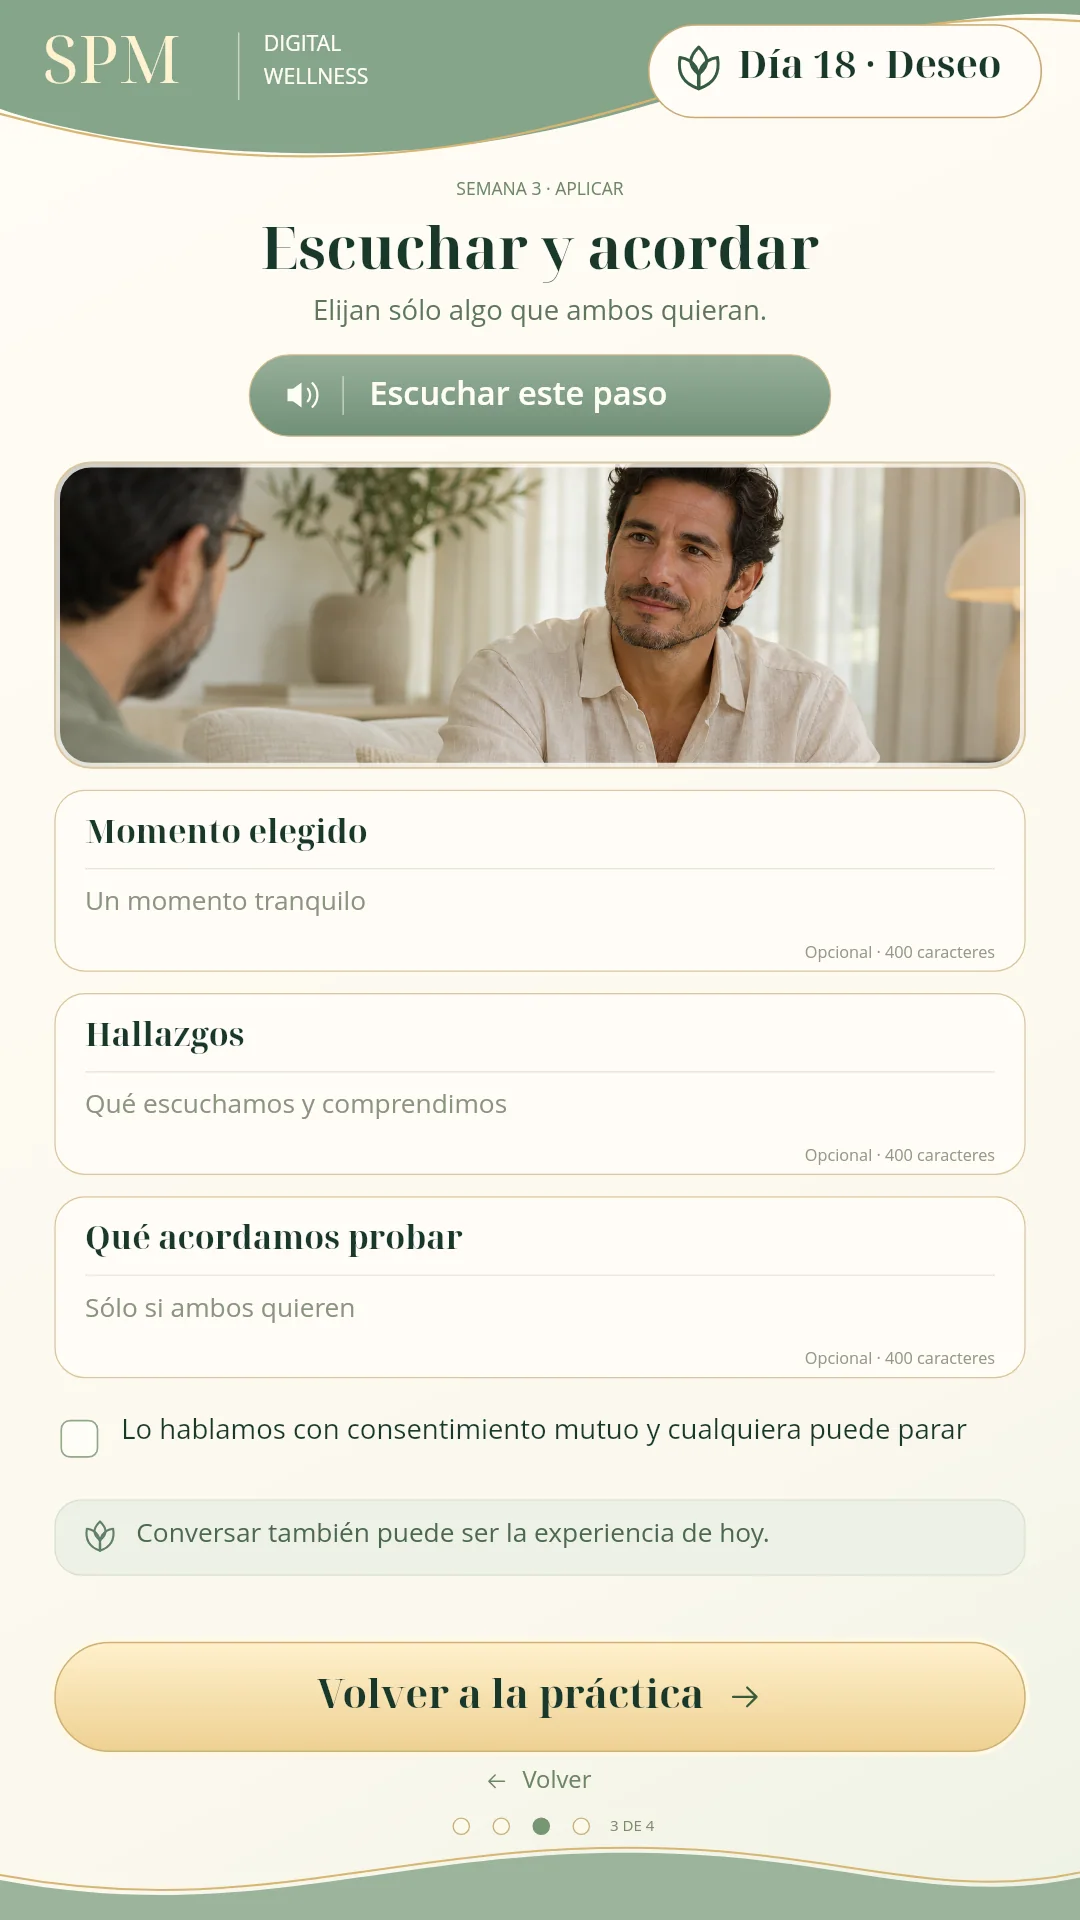 SPM
DIGITAL
WELLNESS
Día 18 · Deseo
SEMANA 3 · APLICAR
Escuchar y acordar
Elijan sólo algo que ambos quieran.
Escuchar este paso
Momento elegido
Un momento tranquilo
Opcional · 400 caracteres
Hallazgos
Qué escuchamos y comprendimos
Opcional · 400 caracteres
Qué acordamos probar
Sólo si ambos quieren
Opcional · 400 caracteres
Lo hablamos con consentimiento mutuo y cualquiera puede parar
Conversar también puede ser la experiencia de hoy.
Volver a la práctica →
← Volver
3 DE 4